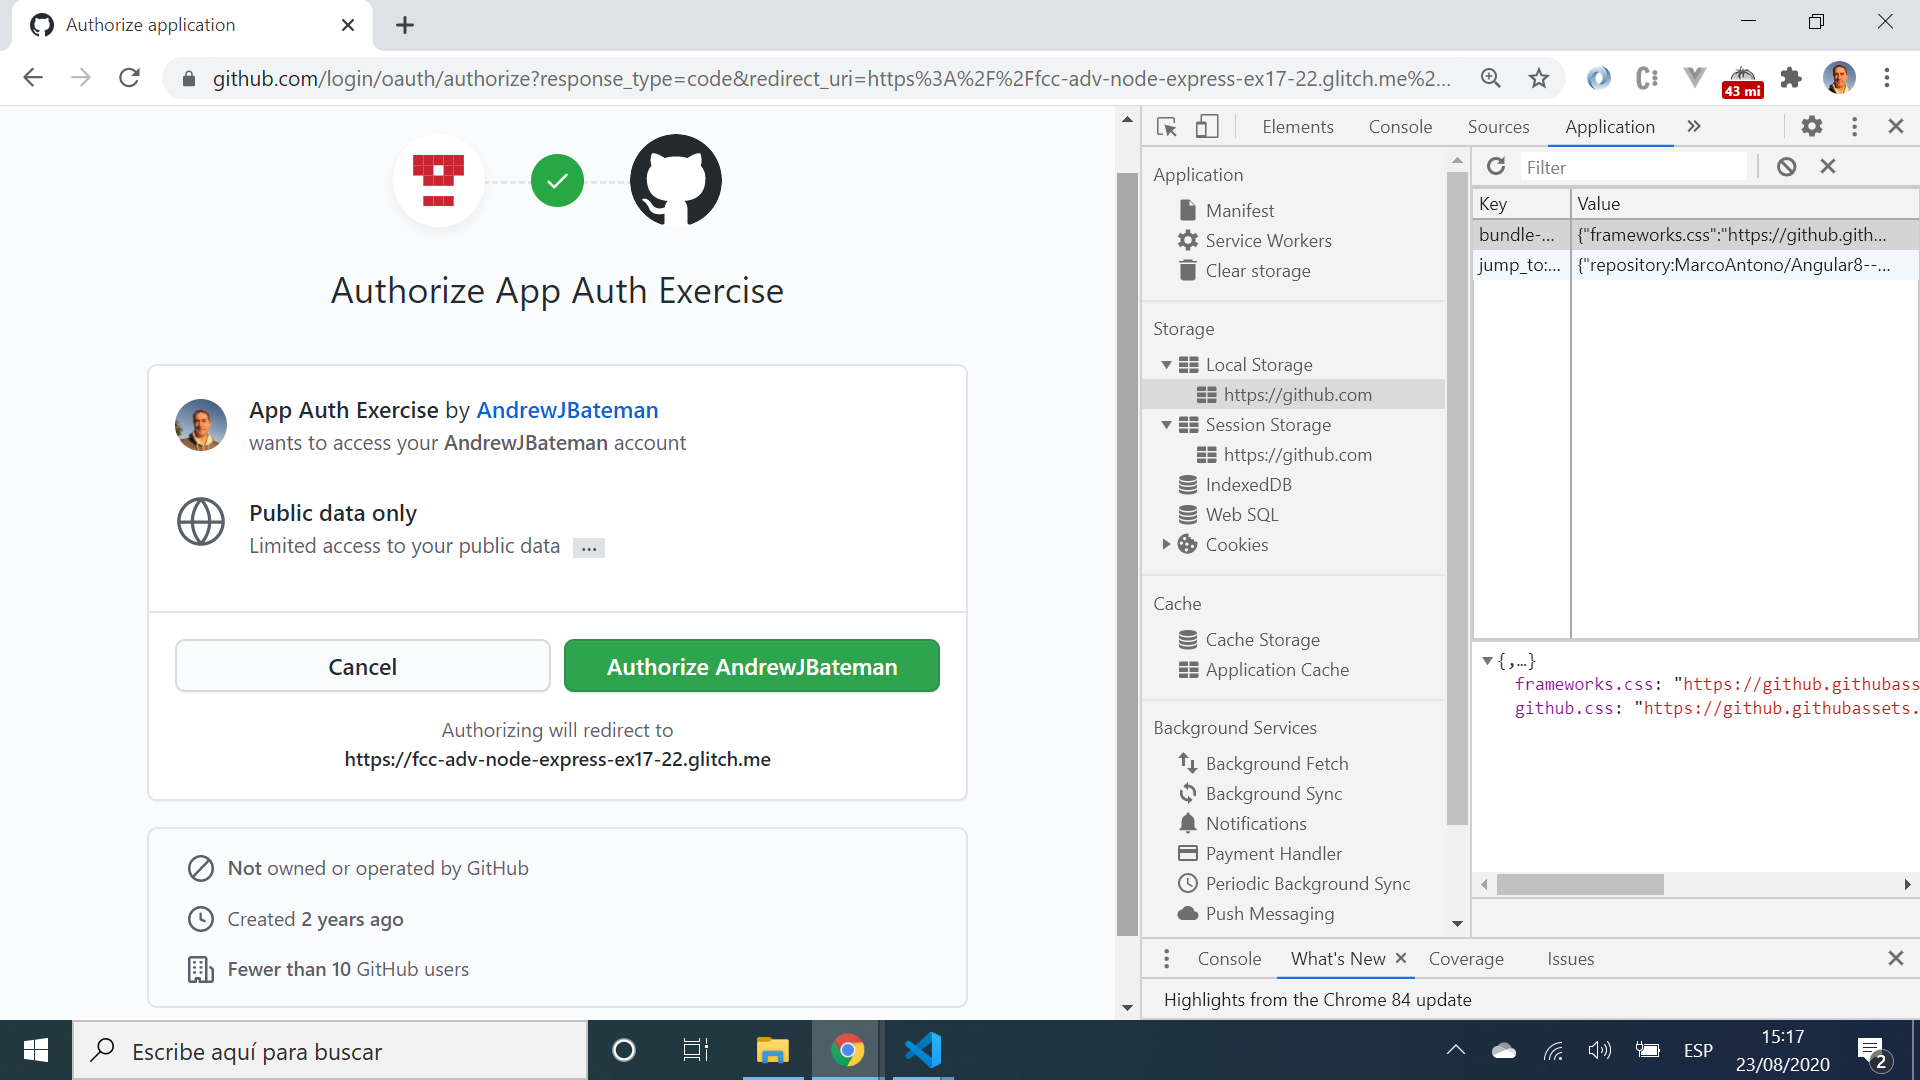 Authorize application
github.com/login/oauth/authorize?response_type=code&redirect_uri=https%3A%2F%2Ffcc-adv-node-express-ex17-22.glitch.me%2...
43 mi
Authorize App Auth Exercise
App Auth Exercise by AndrewJBateman
wants to access your AndrewJBateman account
Public data only
Limited access to your public data ...
Cancel
Authorize AndrewJBateman
Authorizing will redirect to
https://fcc-adv-node-express-ex17-22.glitch.me
Not owned or operated by GitHub
Created 2 years ago
Fewer than 10 GitHub users
Elements Console Sources Application
Application
Manifest
Service Workers
Clear storage
Storage
Local Storage
https://github.com
Session Storage
https://github.com
IndexedDB
Web SQL
Cookies
Cache
Cache Storage
Application Cache
Background Services
Background Fetch
Background Sync
Notifications
Payment Handler
Periodic Background Sync
Push Messaging
Filter
Key Value
bundle-... {"frameworks.css":"https://github.gith...
jump_to:... {"repository:MarcoAntono/Angular8--...
{,…}
frameworks.css: "https://github.githubass
github.css: "https://github.githubassets.
Console What's New Coverage Issues
Highlights from the Chrome 84 update
Escribe aquí para buscar
ESP
15:17
23/08/2020
2